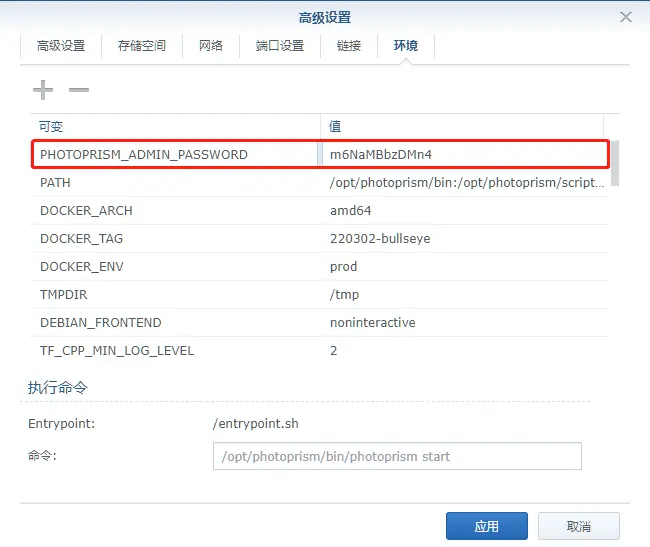 高级设置
高级设置 存储空间 网络 端口设置 链接 环境
可变 值
PHOTOPRISM_ADMIN_PASSWORD m6NaMBbzDMn4
PATH /opt/photoprism/bin:/opt/photoprism/script...
DOCKER_ARCH amd64
DOCKER_TAG 220302-bullseye
DOCKER_ENV prod
TMPDIR /tmp
DEBIAN_FRONTEND noninteractive
TF_CPP_MIN_LOG_LEVEL 2
执行命令
Entrypoint: /entrypoint.sh
命令: /opt/photoprism/bin/photoprism start
应用 取消